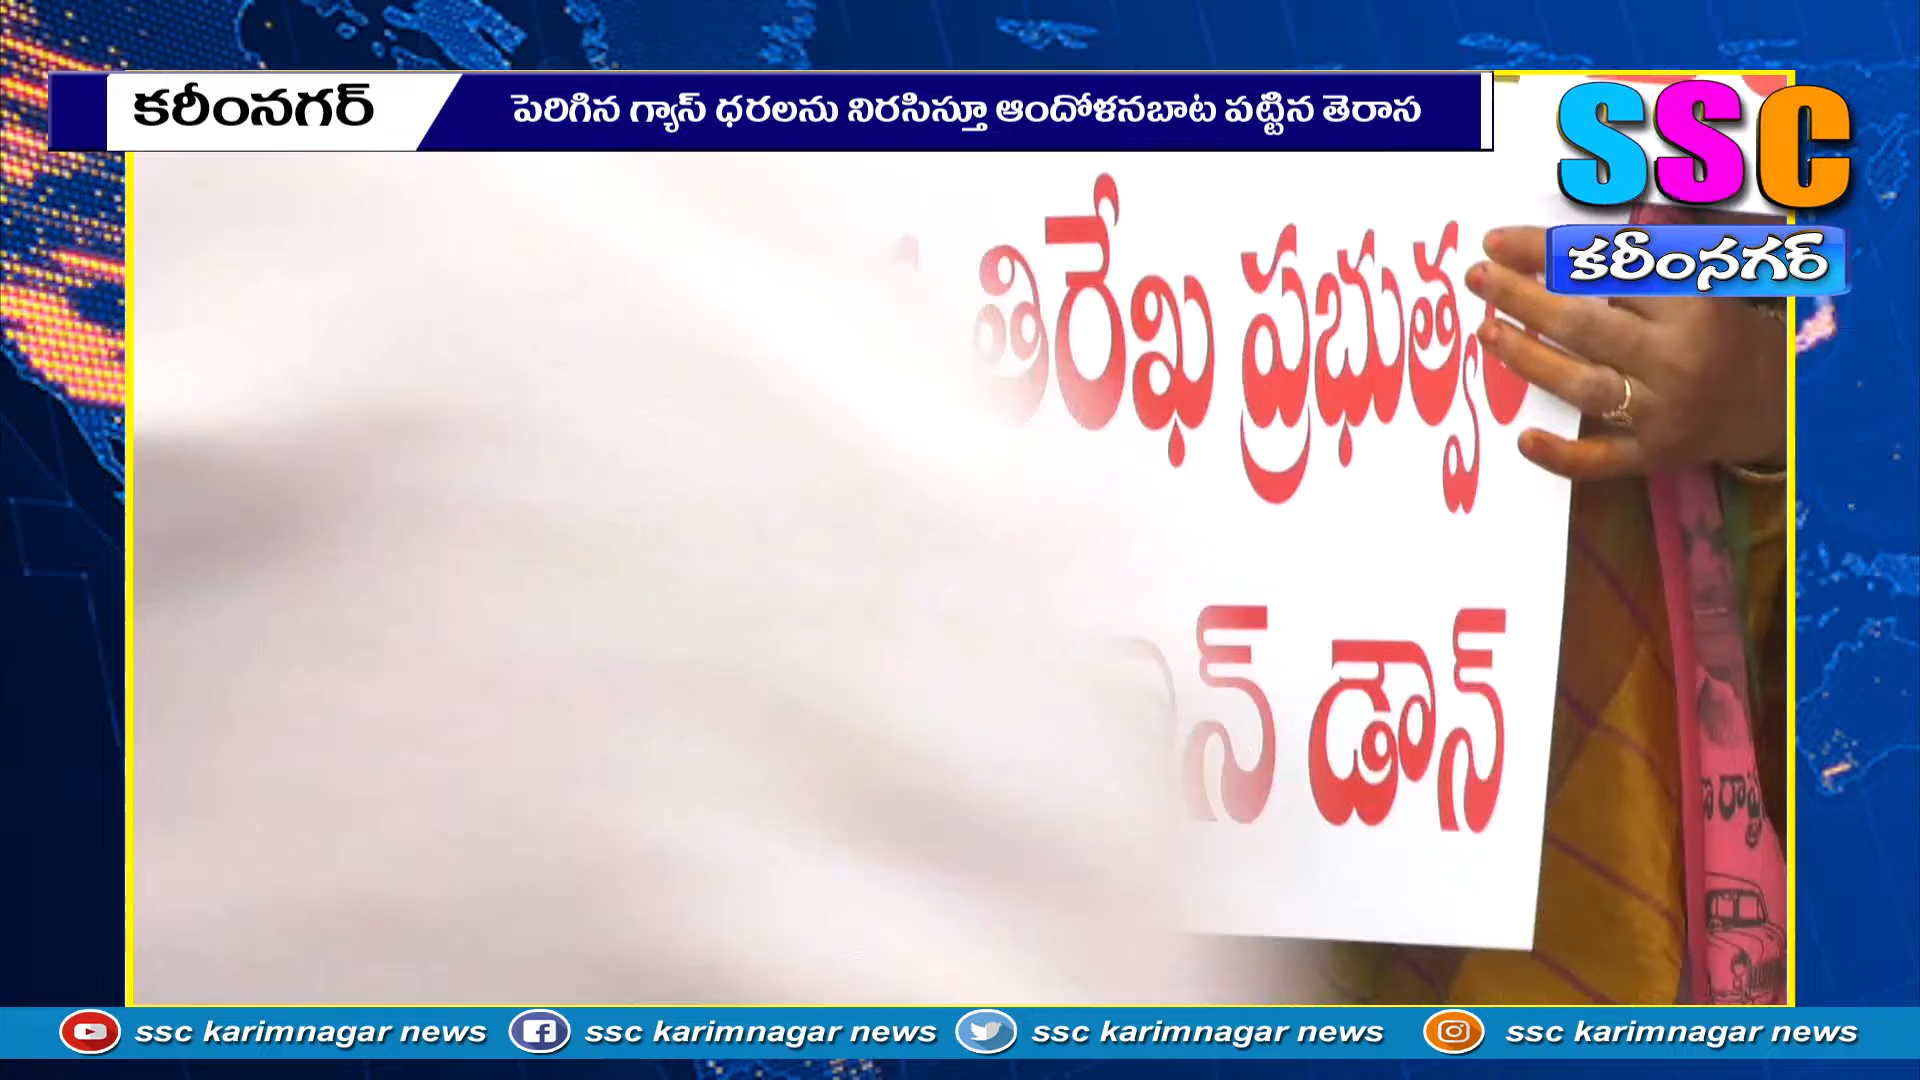 కరీంనగర్
పెరిగిన గ్యాస్ ధరలను నిరసిస్తూ ఆందోళనబాట పట్టిన తెరాస
SSC
కరీంనగర్
తిరేఖి ప్రభుత్వం
న్ డౌన్
ణ రాష్ట్ర
ssc karimnagar news ssc karimnagar news ssc karimnagar news ssc karimnagar news